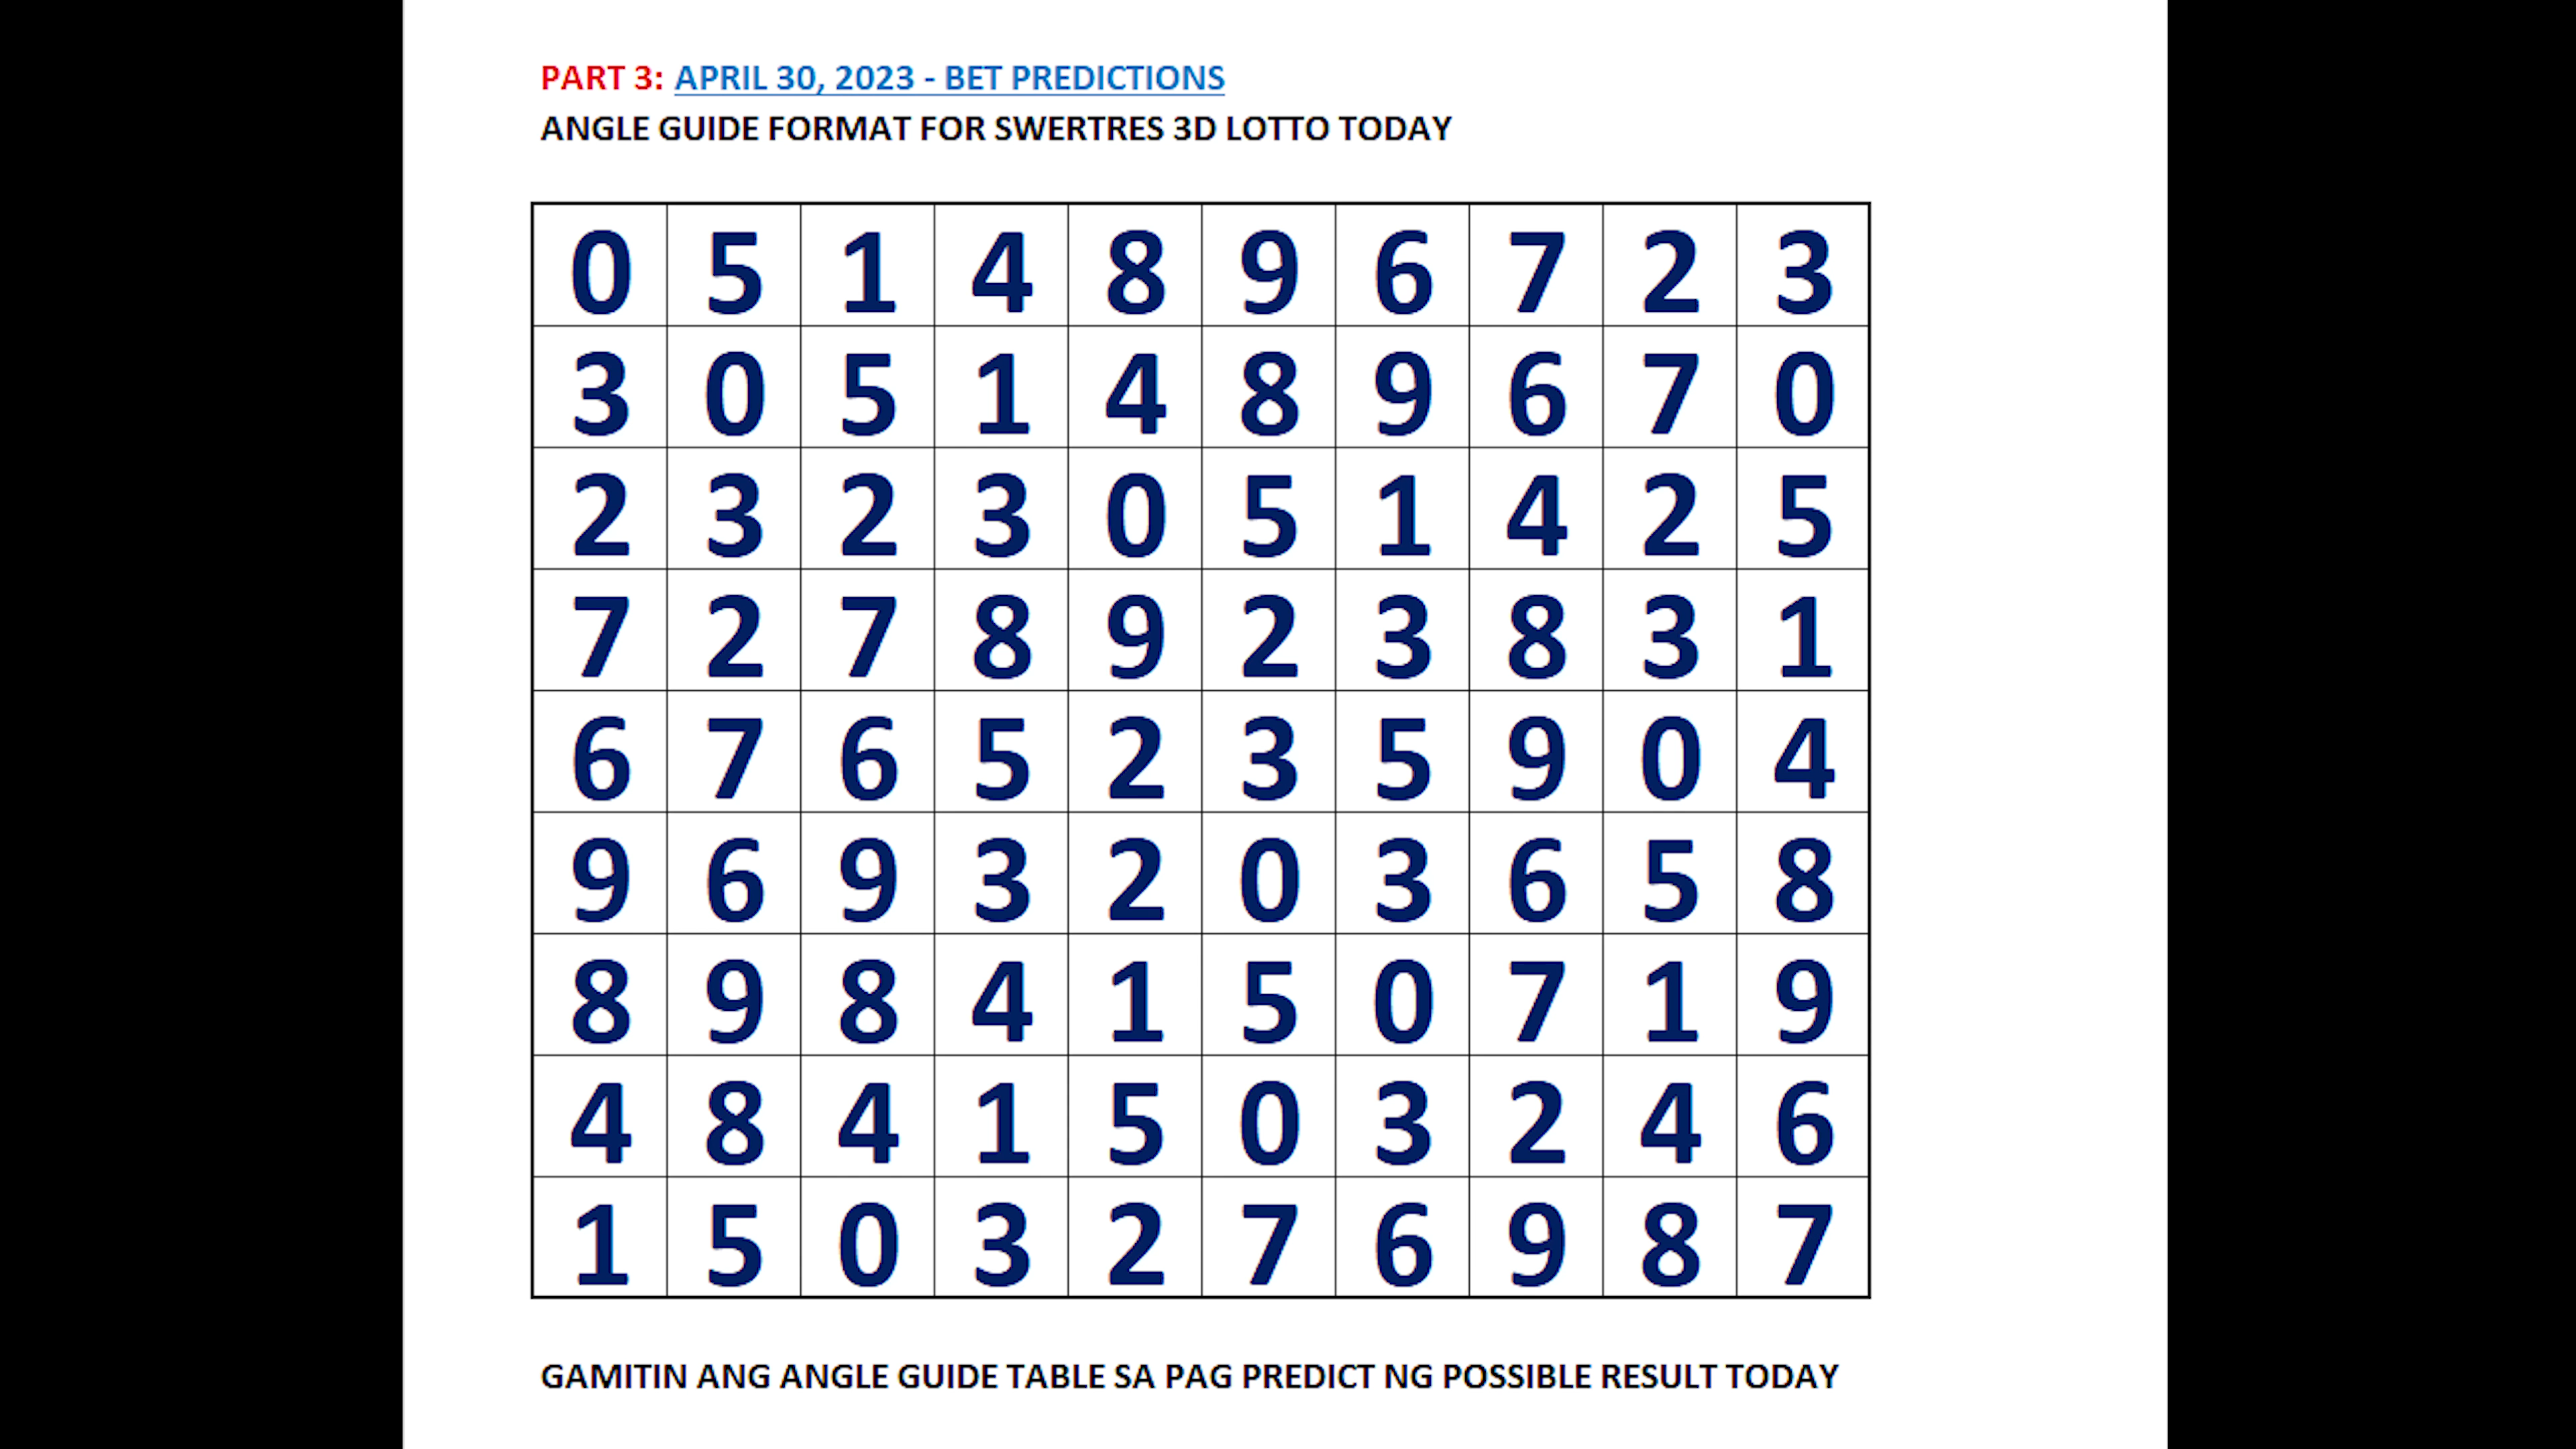 PART 3: APRIL 30, 2023 - BET PREDICTIONS
ANGLE GUIDE FORMAT FOR SWERTRES 3D LOTTO TODAY
0 5 1 4 8 9 6 7 2 3
3 0 5 1 4 8 9 6 7 0
2 3 2 3 0 5 1 4 2 5
7 2 7 8 9 2 3 8 3 1
6 7 6 5 2 3 5 9 0 4
9 6 9 3 2 0 3 6 5 8
8 9 8 4 1 5 0 7 1 9
4 8 4 1 5 0 3 2 4 6
1 5 0 3 2 7 6 9 8 7
GAMITIN ANG ANGLE GUIDE TABLE SA PAG PREDICT NG POSSIBLE RESULT TODAY